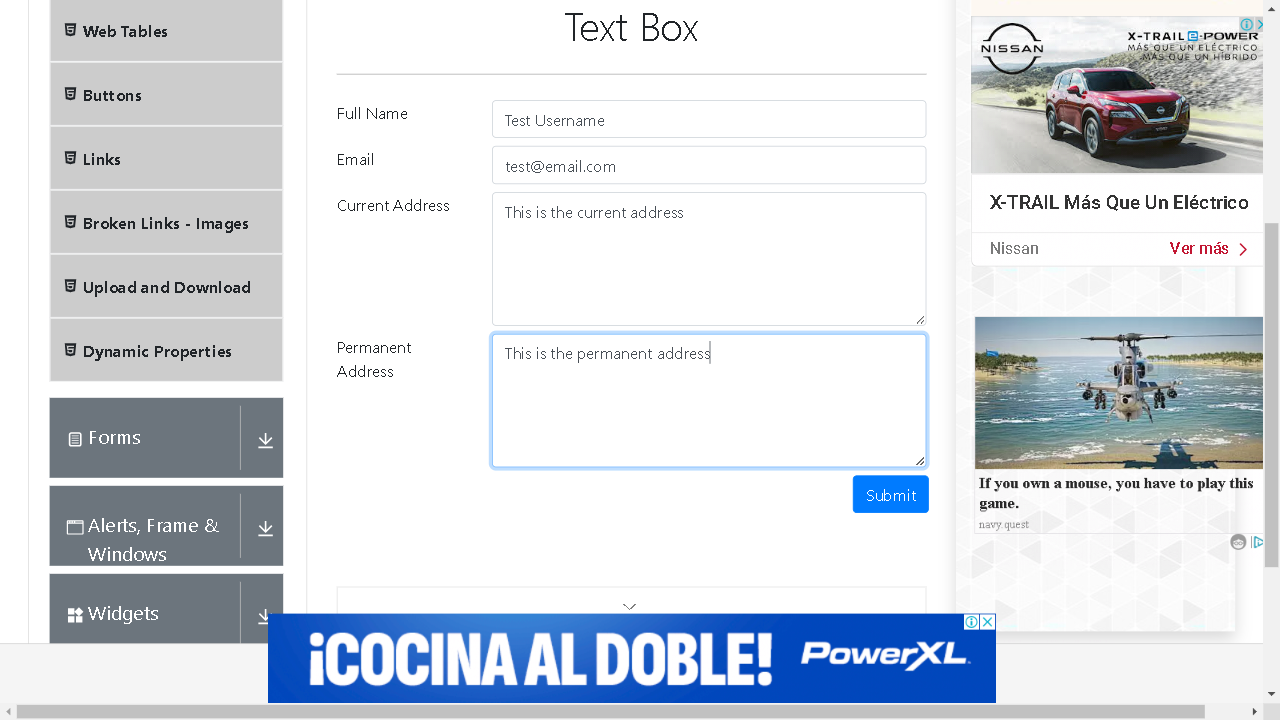 Web Tables
Buttons
Links
Broken Links - Images
Upload and Download
Dynamic Properties
Forms
Alerts, Frame &
Windows
Widgets
Text Box
Full Name
Test Username
Email
test@email.com
Current Address
This is the current address
Permanent
Address
This is the permanent address
Submit
NISSAN
X-TRAIL e-POWER
MÁS QUE UN ELÉCTRICO
MÁS QUE UN HÍBRIDO
X-TRAIL Más Que Un Eléctrico
Nissan
Ver más
If you own a mouse, you have to play this
game.
navy.quest
¡COCINA AL DOBLE!
PowerXL